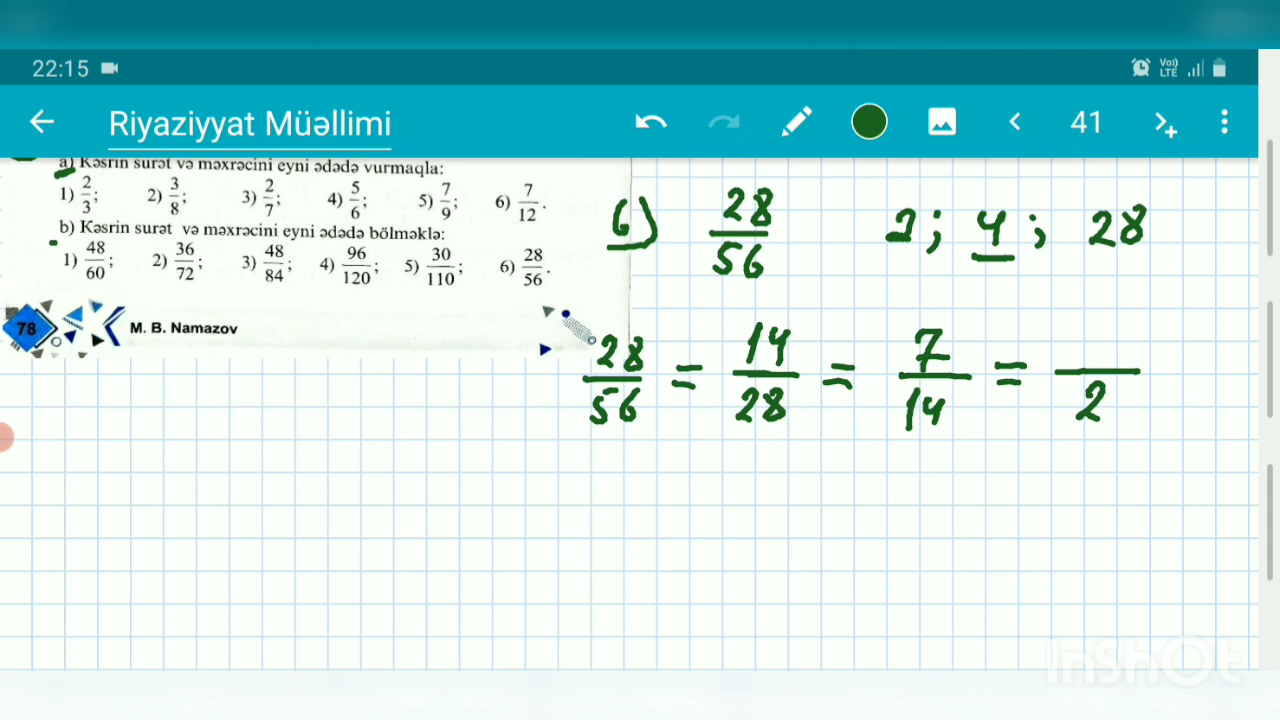 22:15 Vo)) LTE
Riyaziyyat Müəllimi 41
a) Kəsrin surət və məxrəcini eyni ədədə vurmaqla:
1) 2/3; 2) 3/8; 3) 2/7; 4) 5/6; 5) 7/9; 6) 7/12.
b) Kəsrin surət və məxrəcini eyni ədədə bölməklə:
1) 48/60; 2) 36/72; 3) 48/84; 4) 96/120; 5) 30/110; 6) 28/56.
78 M. B. Namazov
6) 28/56 2; 4; 28
28/56 = 14/28 = 7/14 = /2
InShOt